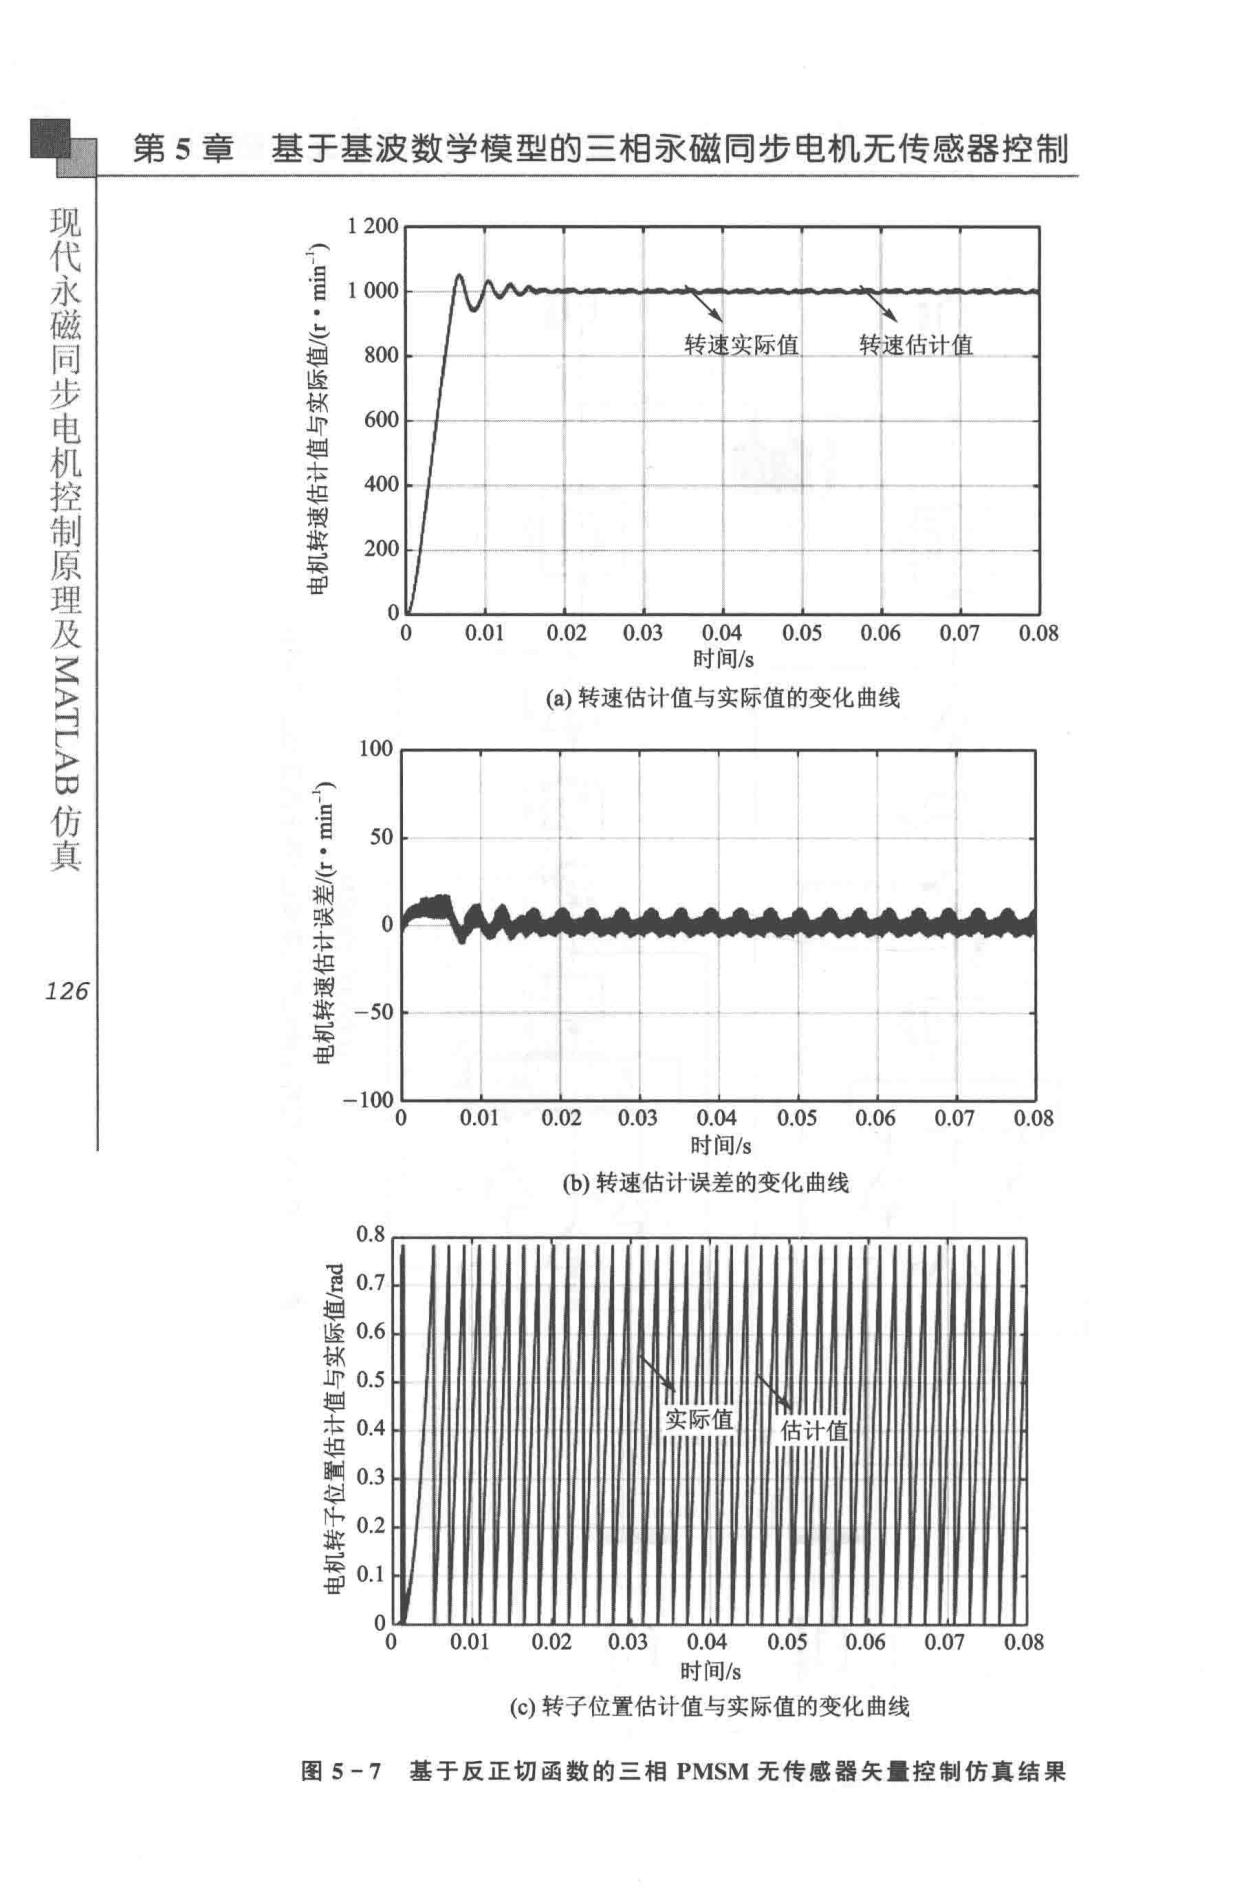 第5章 基于基波数学模型的三相永磁同步电机无传感器控制
现代永磁同步电机控制原理及MATLAB仿真
126
电机转速估计值与实际值/(r·min⁻¹)
1 200
1 000
800
600
400
200
0
转速实际值
转速估计值
0 0.01 0.02 0.03 0.04 0.05 0.06 0.07 0.08
时间/s
(a) 转速估计值与实际值的变化曲线
电机转速估计误差/(r·min⁻¹)
100
50
0
−50
−100
0 0.01 0.02 0.03 0.04 0.05 0.06 0.07 0.08
时间/s
(b) 转速估计误差的变化曲线
电机转子位置估计值与实际值/rad
0.8
0.7
0.6
0.5
0.4
0.3
0.2
0.1
0
实际值
估计值
0 0.01 0.02 0.03 0.04 0.05 0.06 0.07 0.08
时间/s
(c) 转子位置估计值与实际值的变化曲线
图 5-7 基于反正切函数的三相 PMSM 无传感器矢量控制仿真结果